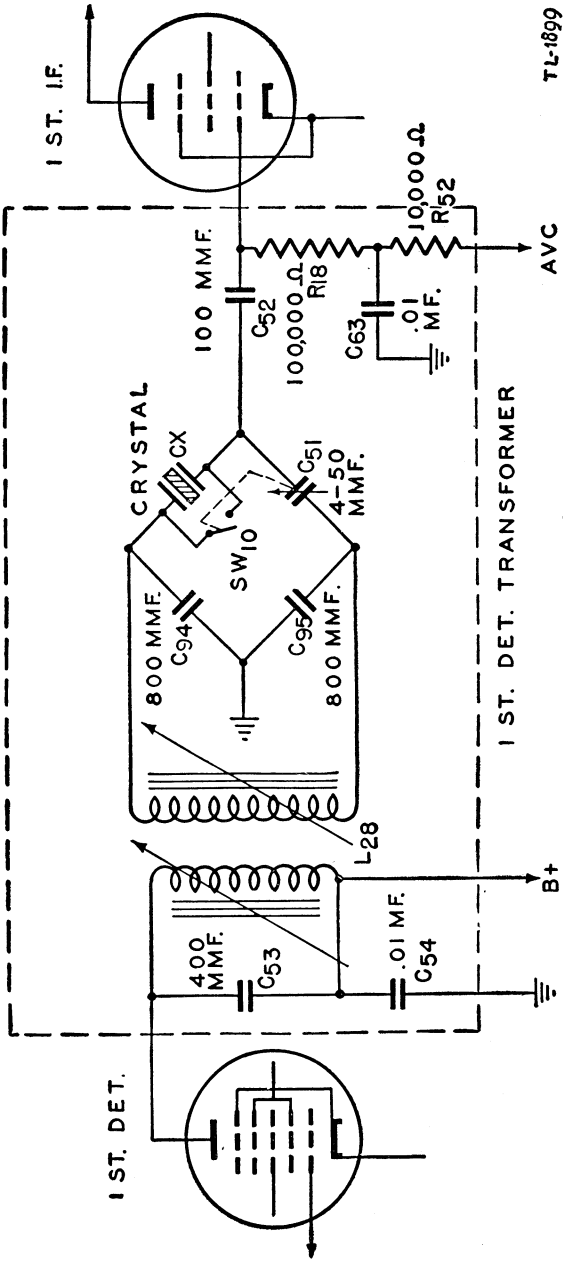 1 ST. DET.
400
MMF.
C53
.01 MF.
C54
B+
L28
800 MMF.
C94
C95
800 MMF.
CRYSTAL
CX
SW10
C51
4-50
MMF.
100 MMF.
C52
100,000 Ω
R18
C63
.01
MF.
10,000 Ω
R52
AVC
1 ST. I.F.
1 ST. DET. TRANSFORMER
TL-1899